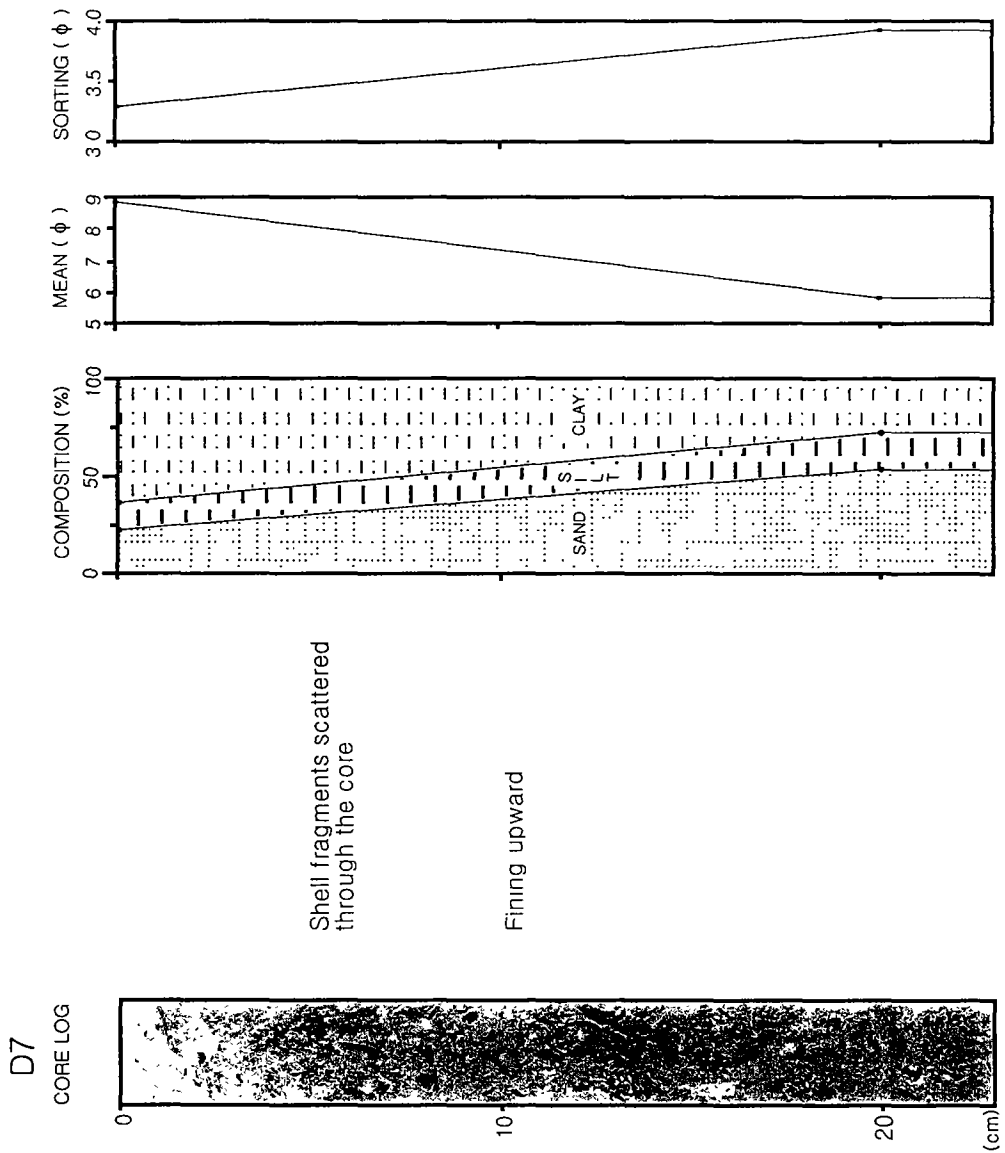 D7
CORE LOG
COMPOSITION (%)
MEAN ( ϕ )
SORTING ( ϕ )
0
50
100
5
6
7
8
9
3 0
3.5
4.0
0
10
20
(cm)
Shell fragments scattered
through the core
Fining upward
SAND
SILT
CLAY